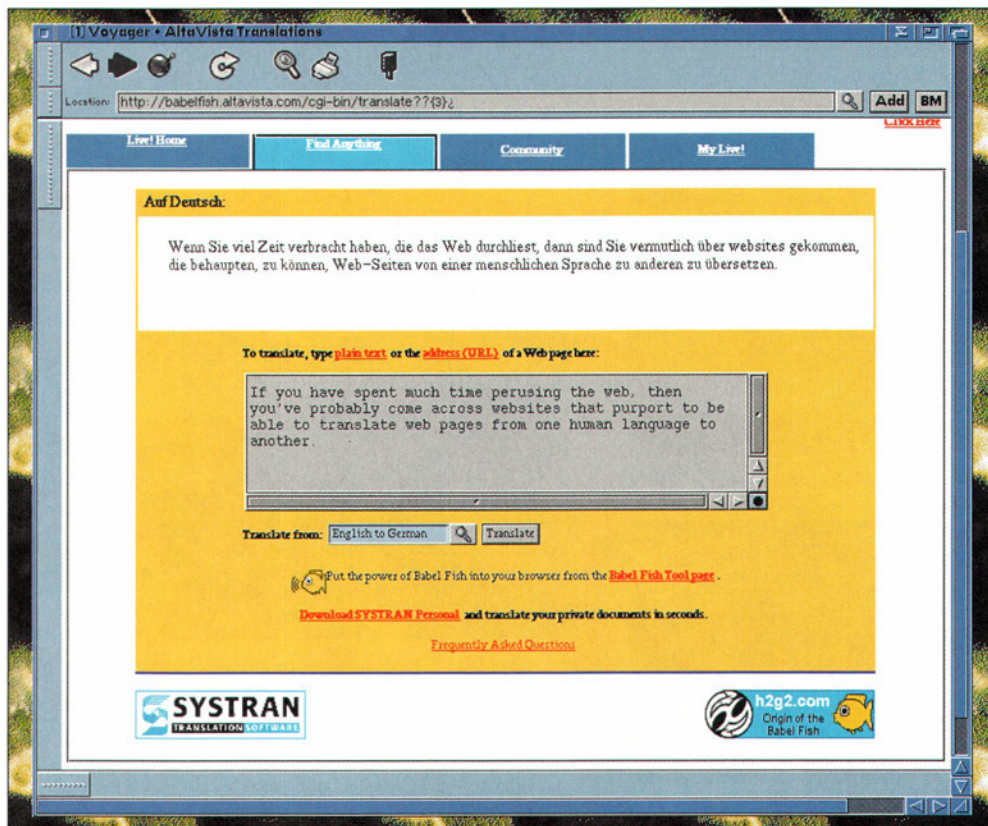 [1] Voyager • AltaVista Translations
Location: http://babelfish.altavista.com/cgi-bin/translate??{3}¿ Add BM
Click Here
Live! Home Find Anything Community My Live!
Auf Deutsch:
Wenn Sie viel Zeit verbracht haben, die das Web durchliest, dann sind Sie vermutlich über websites gekommen,
die behaupten, zu können, Web-Seiten von einer menschlichen Sprache zu anderen zu übersetzen.
To translate, type plain text or the address (URL) of a Web page here:
If you have spent much time perusing the web, then
you've probably come across websites that purport to be
able to translate web pages from one human language to
another.
Translate from: English to German Translate
Put the power of Babel Fish into your browser from the Babel Fish Tool page .
Download SYSTRAN Personal and translate your private documents in seconds.
Frequently Asked Questions
SYSTRAN
TRANSLATION SOFTWARE
h2g2.com
Origin of the
Babel Fish